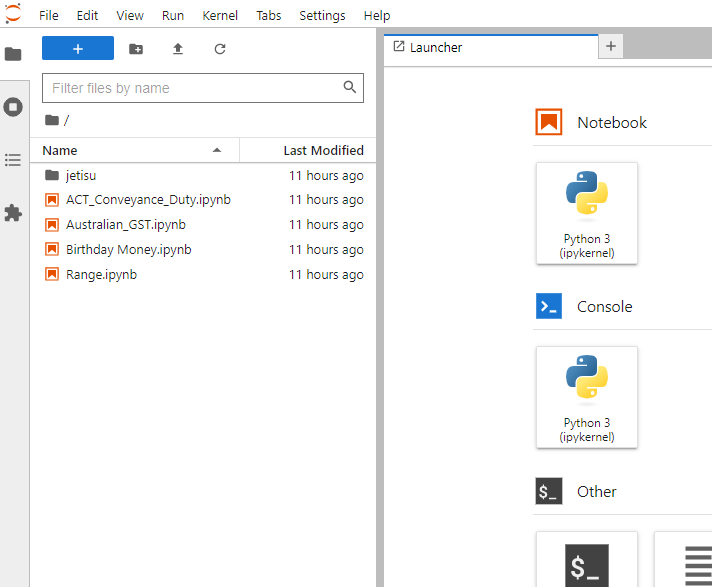 File Edit View Run Kernel Tabs Settings Help
+
Launcher
+
Filter files by name
/
Name Last Modified
jetisu 11 hours ago
ACT_Conveyance_Duty.ipynb 11 hours ago
Australian_GST.ipynb 11 hours ago
Birthday Money.ipynb 11 hours ago
Range.ipynb 11 hours ago
Notebook
Python 3
(ipykernel)
>_ Console
Python 3
(ipykernel)
$_ Other
$_